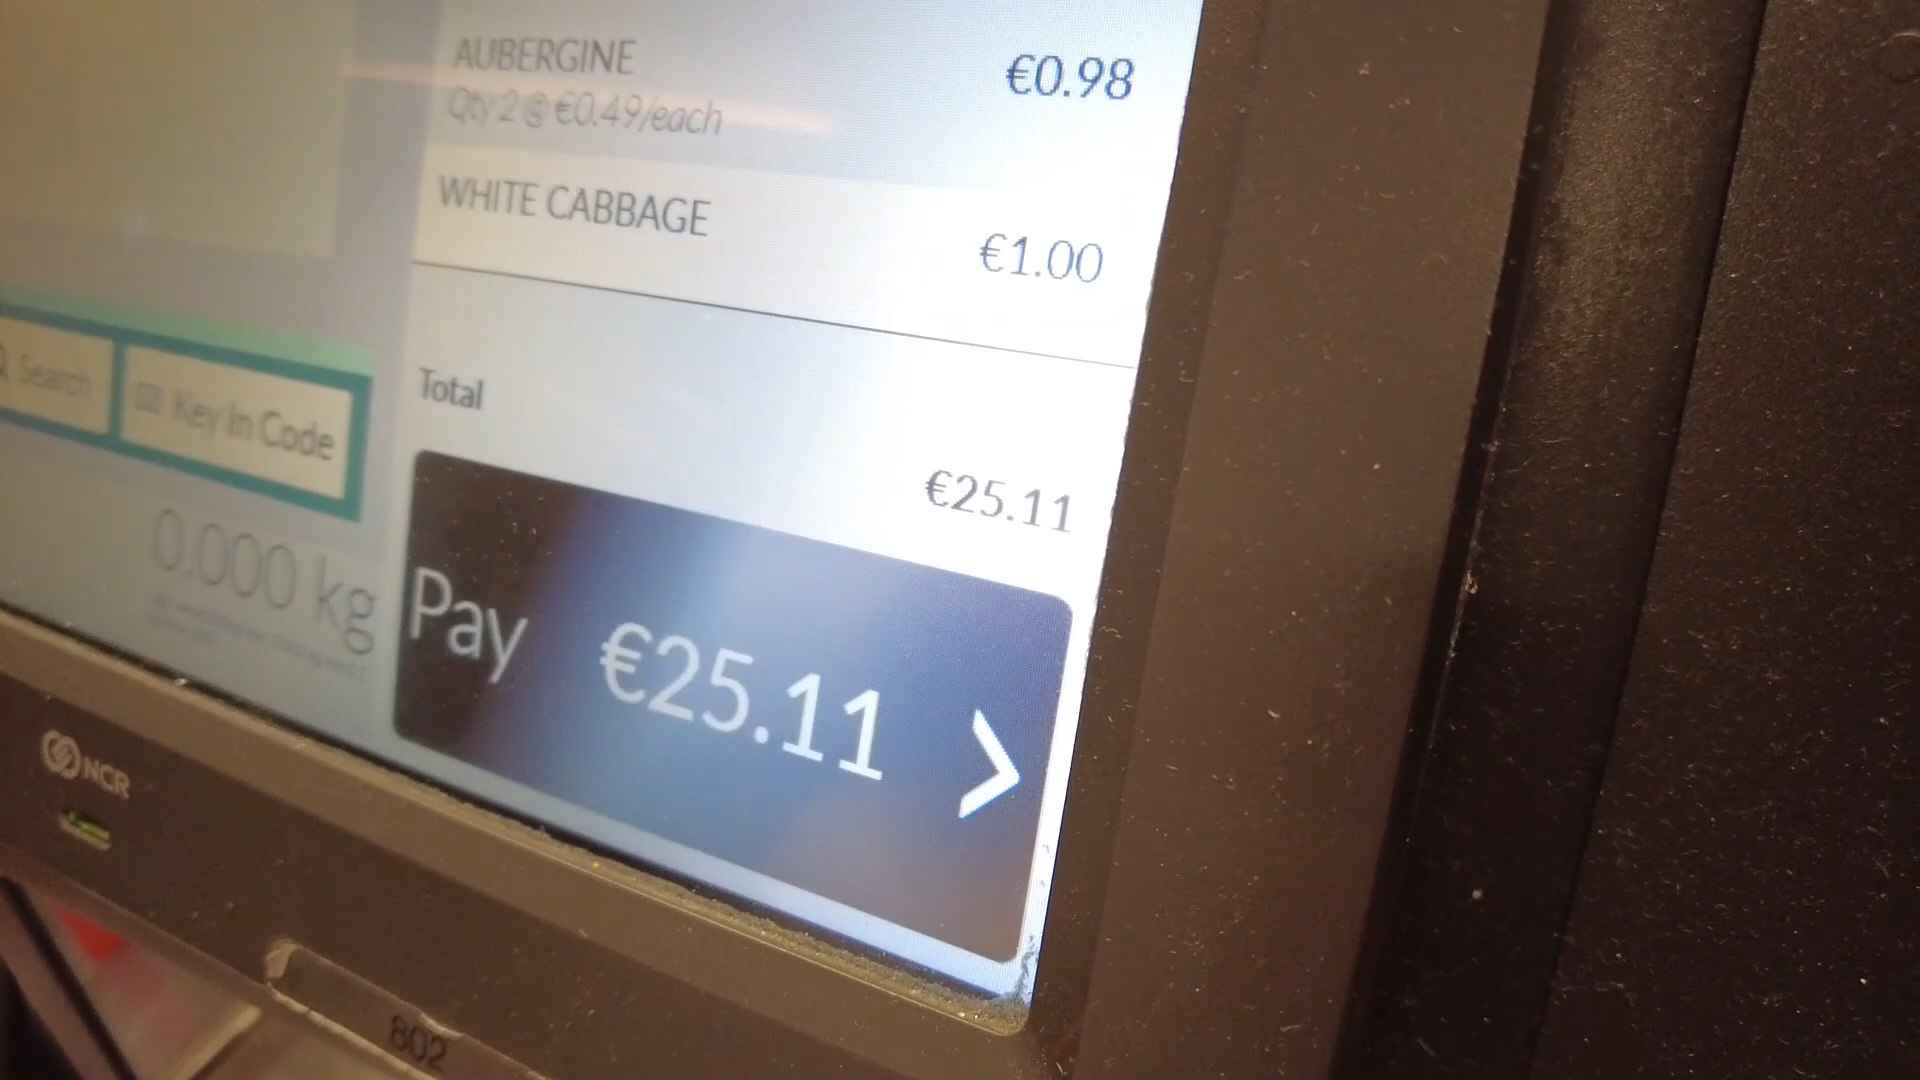 AUBERGINE €0.98
Qty 2 @ €0.49/each
WHITE CABBAGE €1.00
Total €25.11
Search
Key in Code
0.000 kg
Pay €25.11
NCR
802